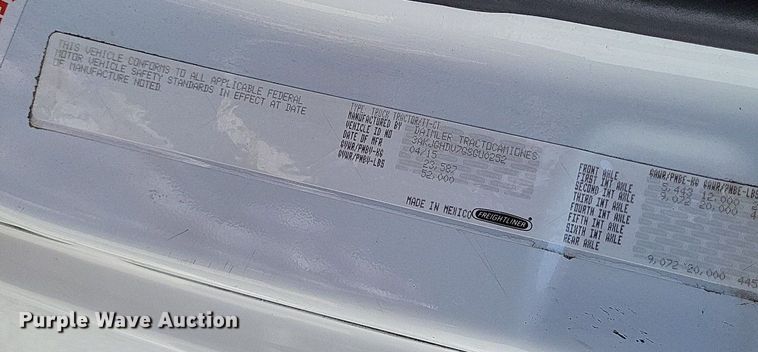 THIS VEHICLE CONFORMS TO ALL APPLICABLE FEDERAL
MOTOR VEHICLE SAFETY STANDARDS IN EFFECT AT DATE
OF MANUFACTURE NOTED
TYPE: TRUCK TRACTOR/TT-C1
MANUFACTURED BY DAIMLER TRACTOCAMIONES
VEHICLE ID NO 3AKJGHDV7GSGU0252
DATE OF MFR 04/15
GVWR/PNBV-KG 23,587
GVWR/PNBV-LBS 52,000
MADE IN MEXICO FREIGHTLINER
GAWR/PMBE-KG GAWR/PMBE-LBS
FRONT AXLE 5,443 12,000
FIRST INT AXLE 9,072 20,000
SECOND INT AXLE
THIRD INT AXLE
FOURTH INT AXLE
FIFTH INT AXLE
SIXTH INT AXLE
REAR AXLE 9,072 20,000 445
Purple Wave Auction